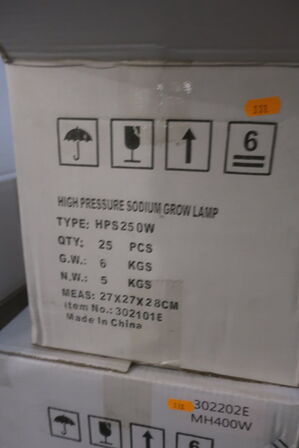 6
HIGH PRESSURE SODIUM GROW LAMP
TYPE: HPS250W
QTY: 25 PCS
G.W.: 6 KGS
N.W.: 5 KGS
MEAS: 27X27X28CM
item No.: 302101E
Made in China
302202E
MH400W
6